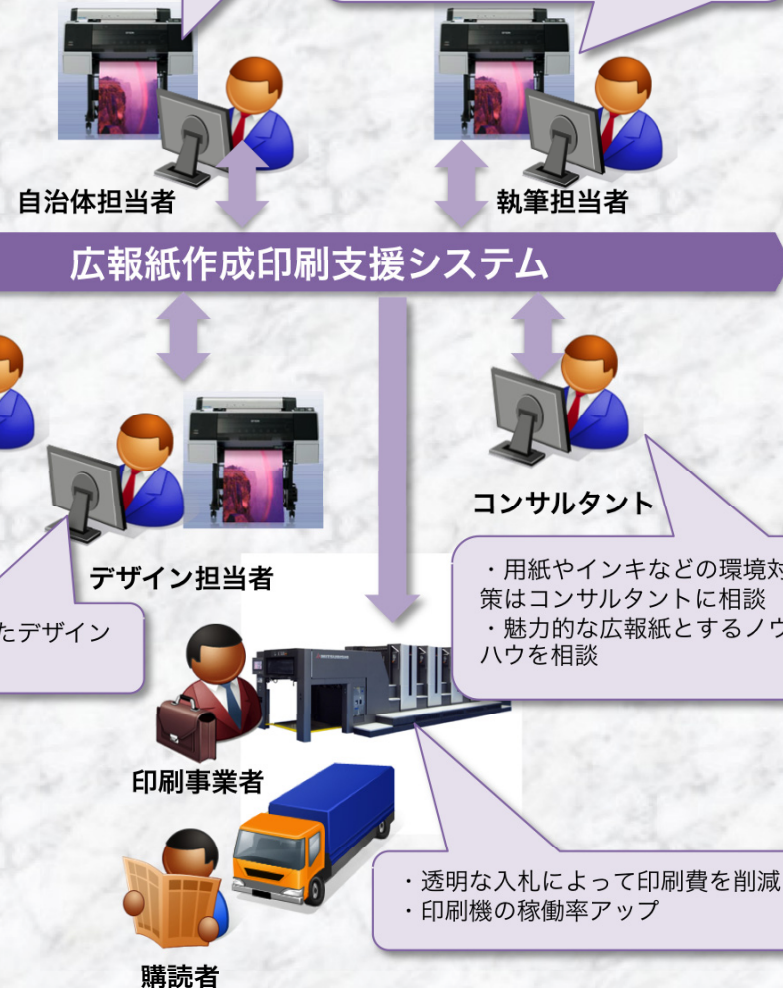 自治体担当者
執筆担当者
広報紙作成印刷支援システム
コンサルタント
・用紙やインキなどの環境対
策はコンサルタントに相談
・魅力的な広報紙とするノウ
ハウを相談
デザイン担当者
たデザイン
印刷事業者
・透明な入札によって印刷費を削減
・印刷機の稼働率アップ
購読者